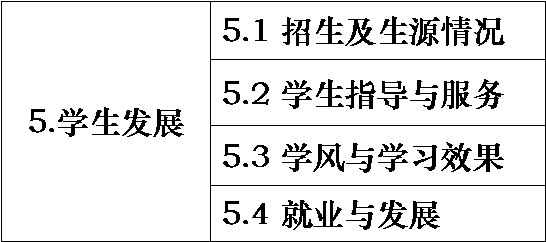 5.学生发展
5.1 招生及生源情况
5.2 学生指导与服务
5.3 学风与学习效果
5.4 就业与发展